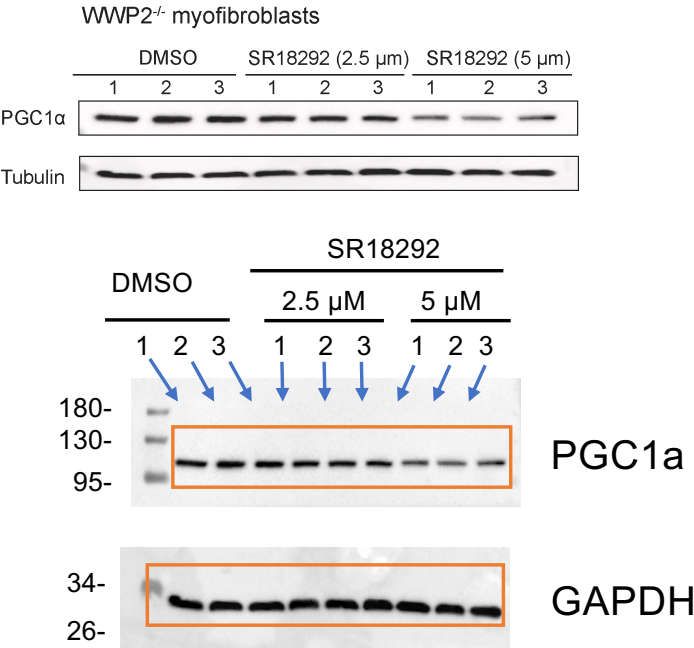 WWP2-/- myofibroblasts
DMSO SR18292 (2.5 µm) SR18292 (5 µm)
1 2 3 1 2 3 1 2 3
PGC1α
Tubulin
SR18292
DMSO
2.5 µM 5 µM
1 2 3 1 2 3 1 2 3
180-
130-
PGC1a
95-
34-
GAPDH
26-